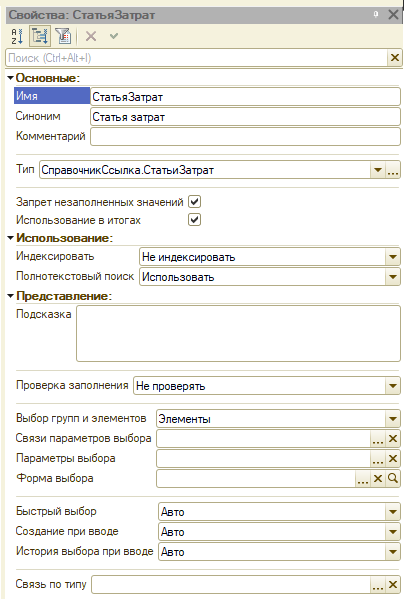 Свойства: СтатьяЗатрат
Поиск (Ctrl+Alt+I)
Основные:
Имя СтатьяЗатрат
Синоним Статья затрат
Комментарий
Тип СправочникСсылка.СтатьиЗатрат
Запрет незаполненных значений
Использование в итогах
Использование:
Индексировать Не индексировать
Полнотекстовый поиск Использовать
Представление:
Подсказка
Проверка заполнения Не проверять
Выбор групп и элементов Элементы
Связи параметров выбора
Параметры выбора
Форма выбора
Быстрый выбор Авто
Создание при вводе Авто
История выбора при вводе Авто
Связь по типу